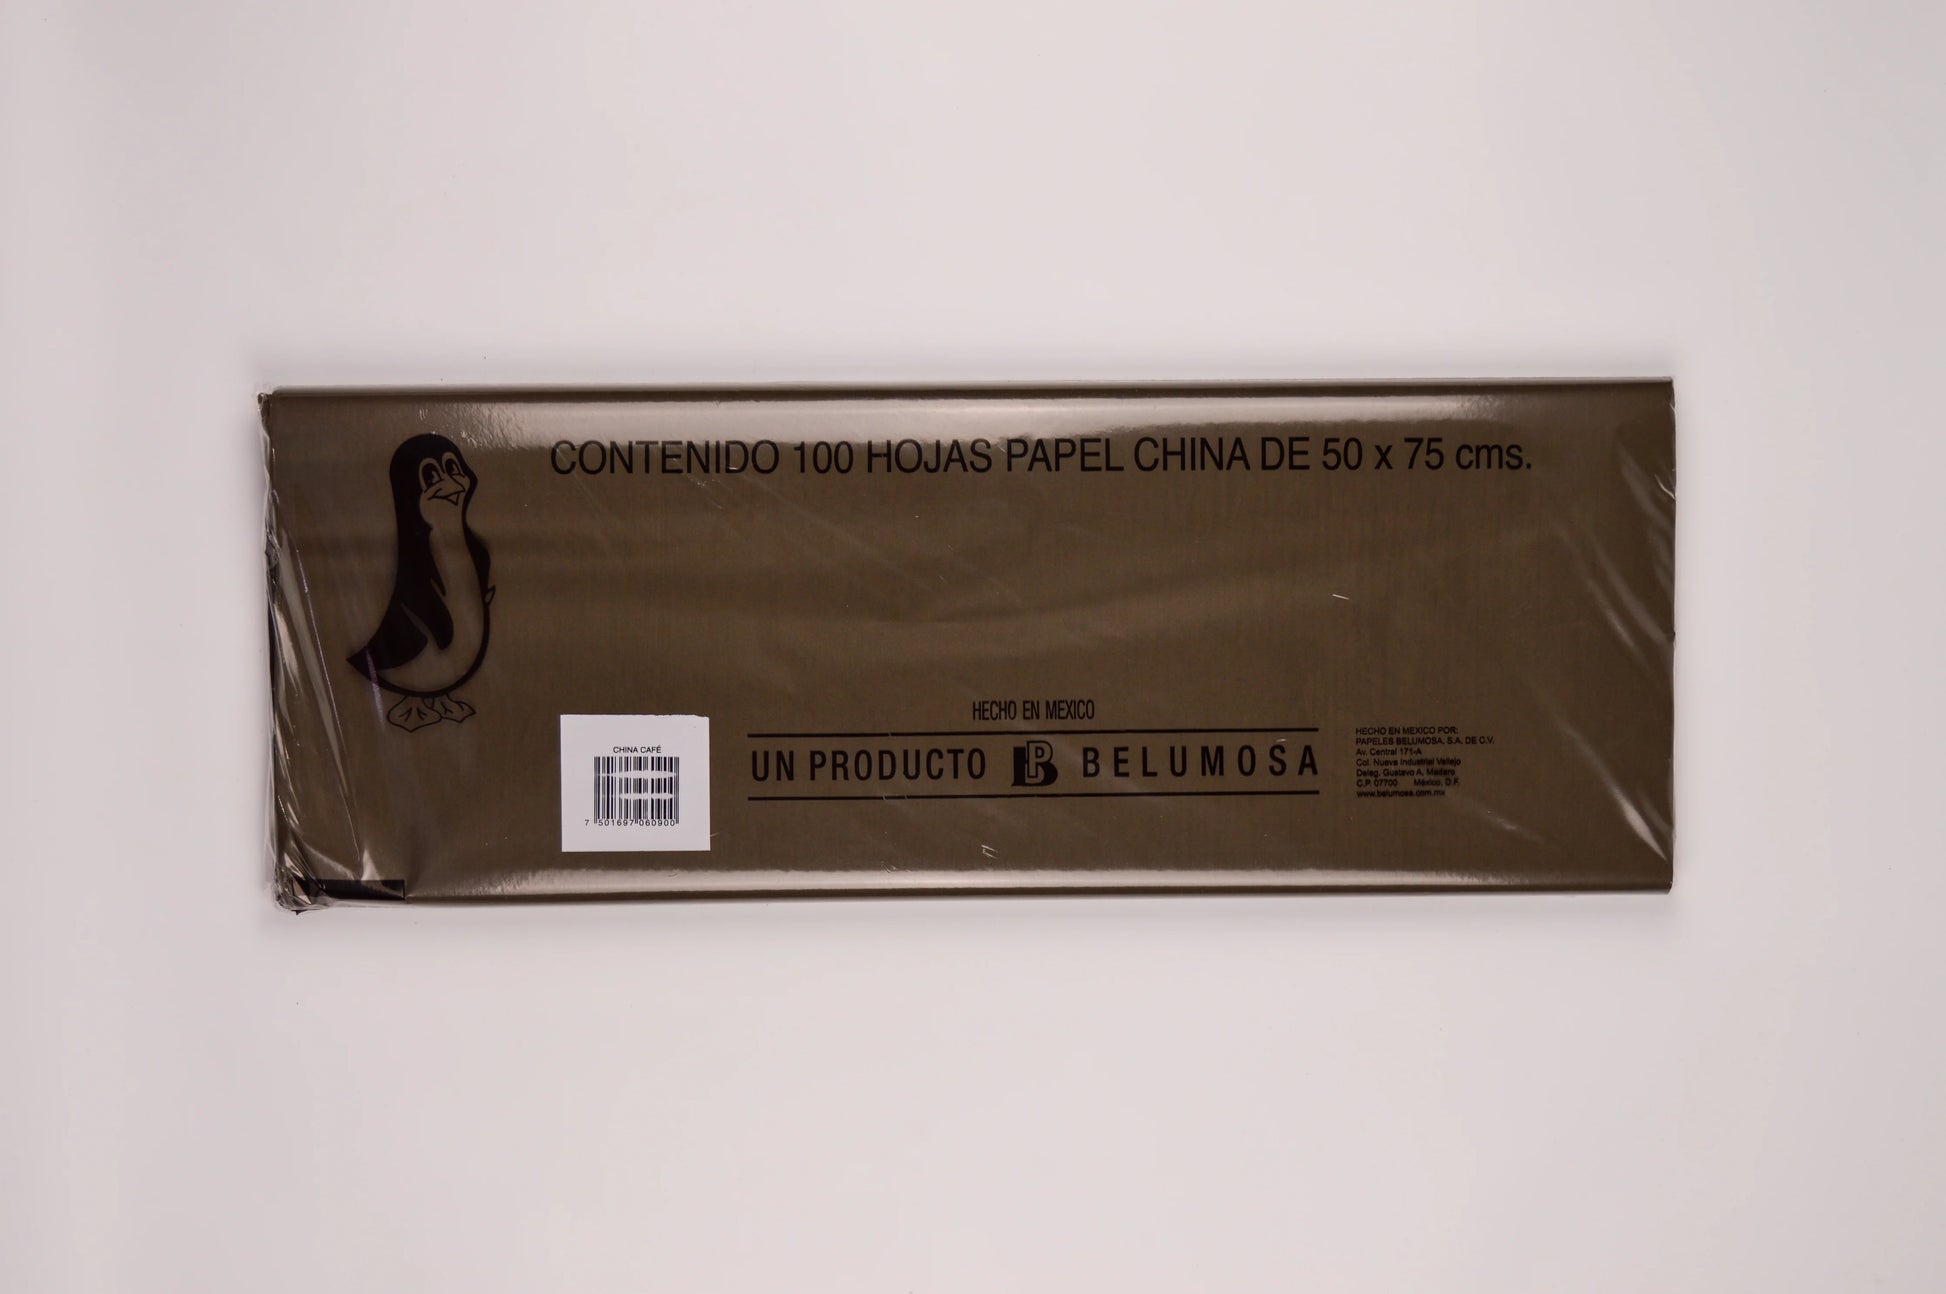 CONTENIDO 100 HOJAS PAPEL CHINA DE 50 x 75 cms.
HECHO EN MEXICO
UN PRODUCTO BP BELUMOSA
CHINA CAFÉ
7 501697 060900
HECHO EN MEXICO POR:
PAPELES BELUMOSA, S.A. DE C.V.
Av. Central 171-A
Col. Nueva Industrial Vallejo
Deleg. Gustavo A. Madero
C.P. 07700 México, D.F.
www.belumosa.com.mx